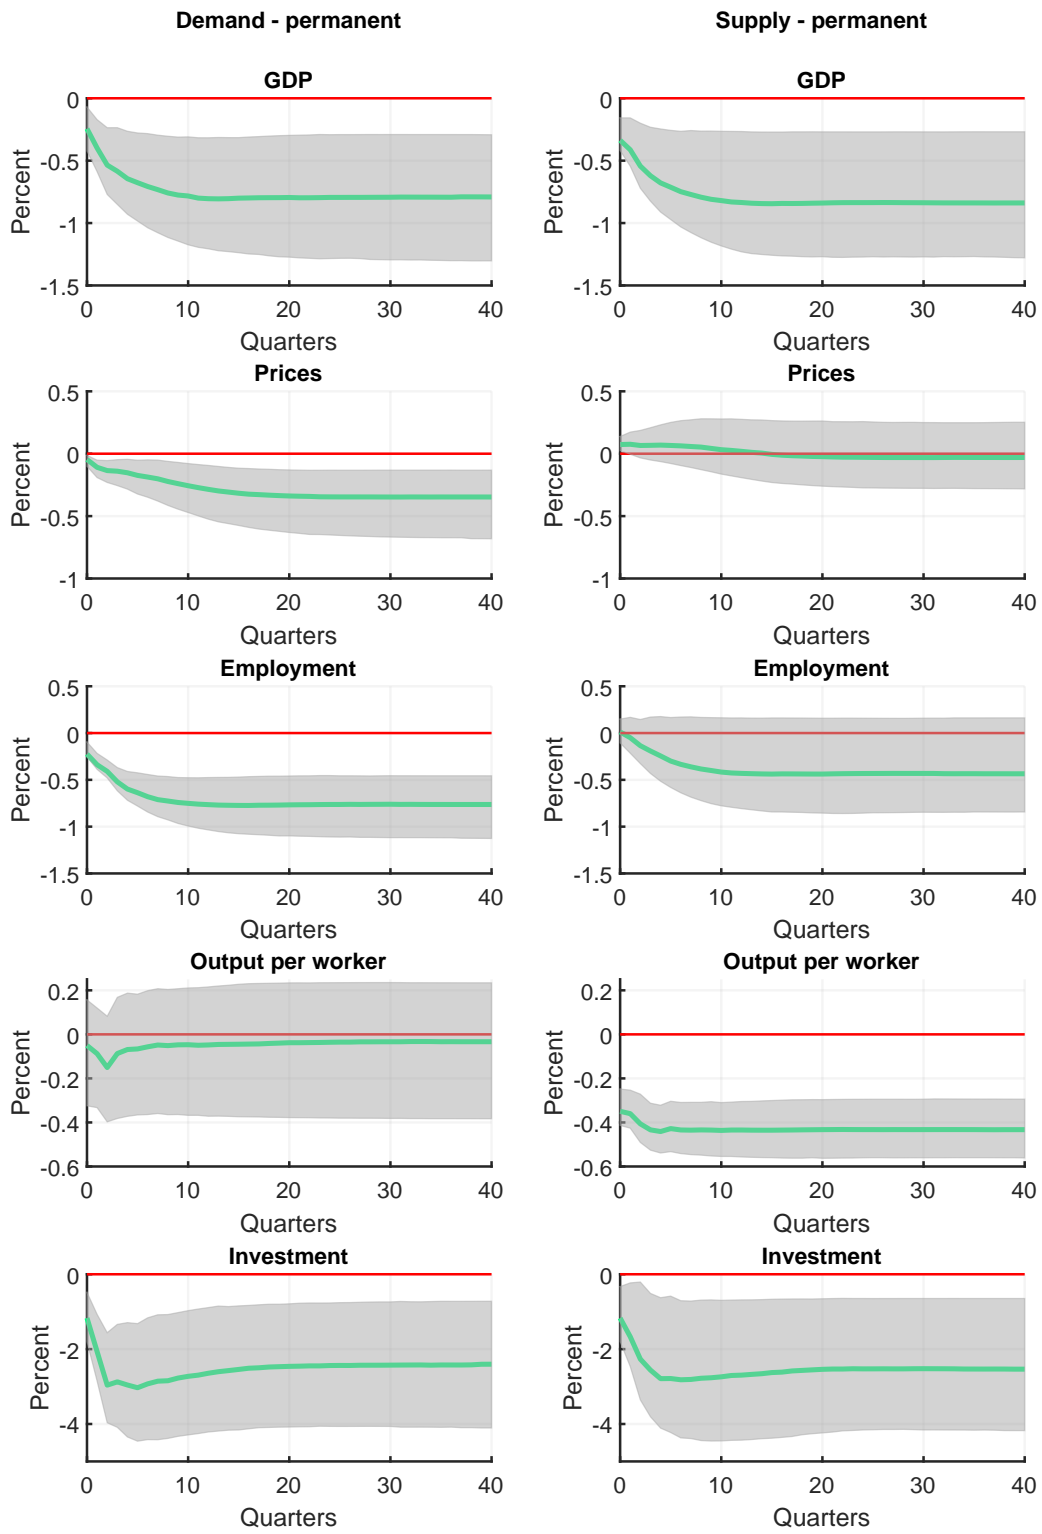 Demand - permanent
Supply - permanent
GDP
GDP
0
-0.5
-1
-1.5
Percent
0
10
20
30
40
Quarters
0
-0.5
-1
-1.5
Percent
0
10
20
30
40
Quarters
Prices
Prices
0.5
0
-0.5
-1
Percent
0
10
20
30
40
Quarters
0.5
0
-0.5
-1
Percent
0
10
20
30
40
Quarters
Employment
Employment
0.5
0
-0.5
-1
-1.5
Percent
0
10
20
30
40
Quarters
0.5
0
-0.5
-1
-1.5
Percent
0
10
20
30
40
Quarters
Output per worker
Output per worker
0.2
0
-0.2
-0.4
-0.6
Percent
0
10
20
30
40
Quarters
0.2
0
-0.2
-0.4
-0.6
Percent
0
10
20
30
40
Quarters
Investment
Investment
0
-2
-4
Percent
0
10
20
30
40
Quarters
0
-2
-4
Percent
0
10
20
30
40
Quarters